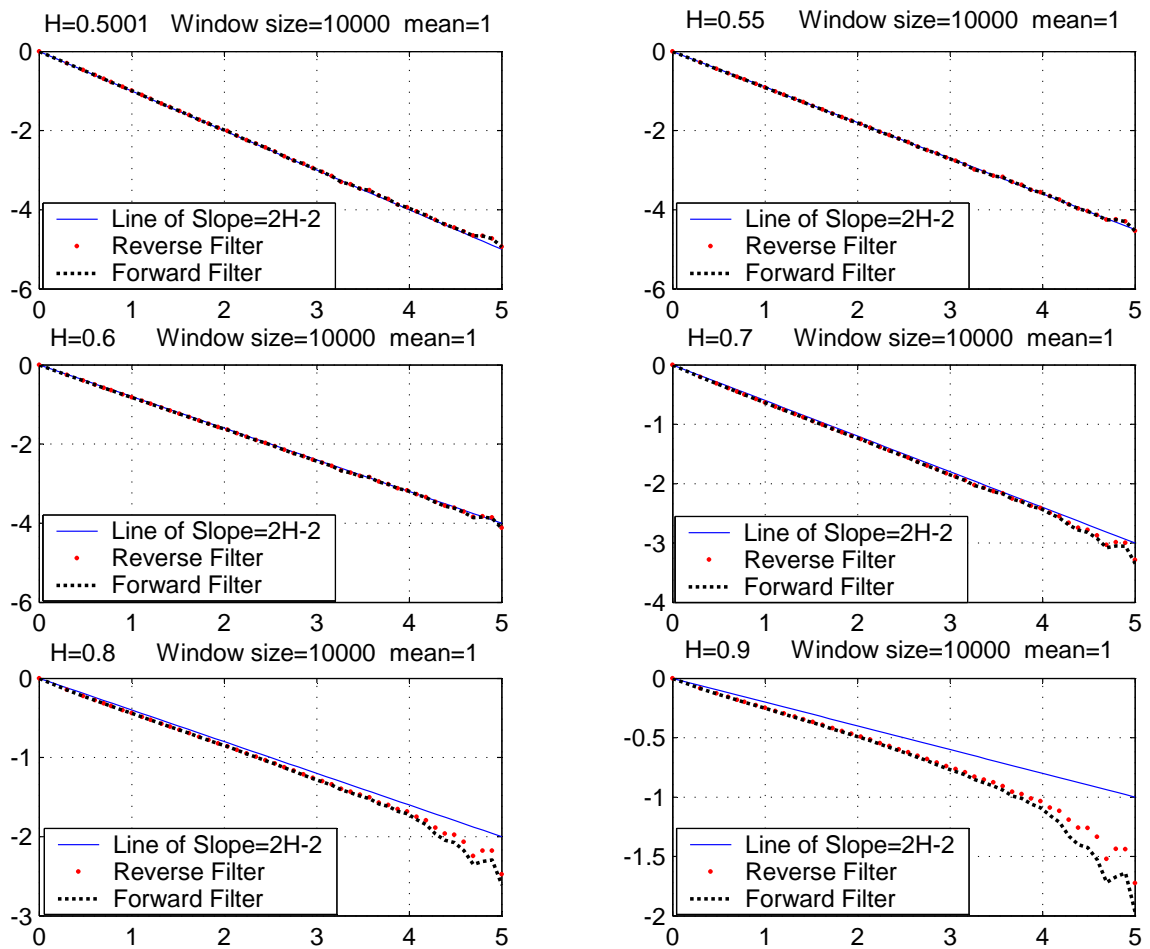 H=0.5001 Window size=10000 mean=1
0
-2
-4
-6
Line of Slope=2H-2
Reverse Filter
Forward Filter
0 1 2 3 4 5
H=0.55 Window size=10000 mean=1
0
-2
-4
-6
Line of Slope=2H-2
Reverse Filter
Forward Filter
0 1 2 3 4 5
H=0.6 Window size=10000 mean=1
0
-2
-4
-6
Line of Slope=2H-2
Reverse Filter
Forward Filter
0 1 2 3 4 5
H=0.7 Window size=10000 mean=1
0
-1
-2
-3
-4
Line of Slope=2H-2
Reverse Filter
Forward Filter
0 1 2 3 4 5
H=0.8 Window size=10000 mean=1
0
-1
-2
-3
Line of Slope=2H-2
Reverse Filter
Forward Filter
0 1 2 3 4 5
H=0.9 Window size=10000 mean=1
0
-0.5
-1
-1.5
-2
Line of Slope=2H-2
Reverse Filter
Forward Filter
0 1 2 3 4 5